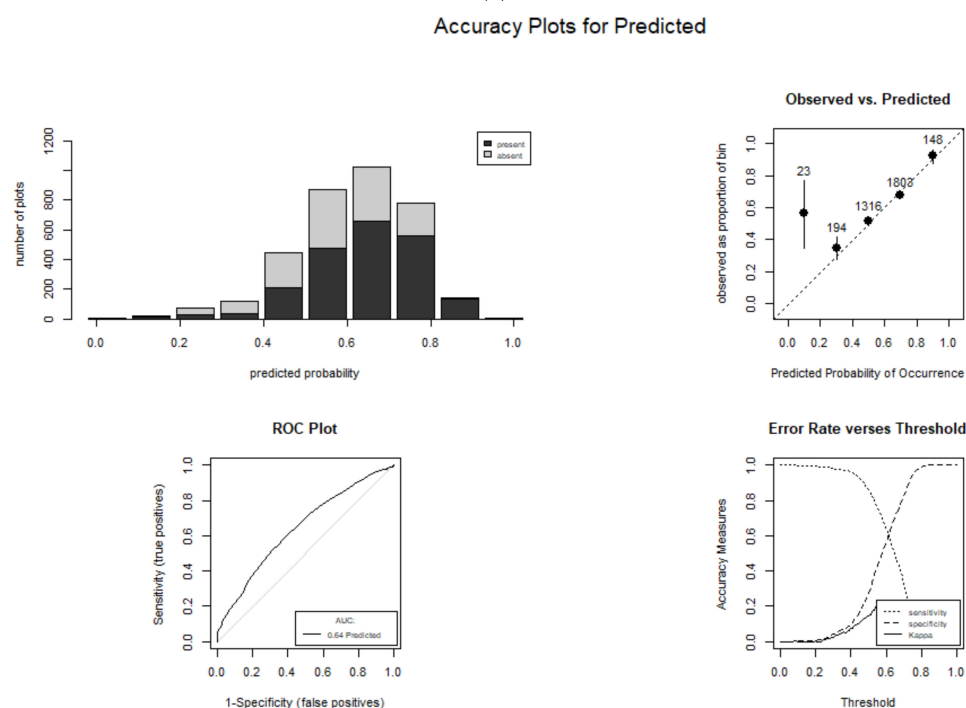 Accuracy Plots for Predicted
number of plots
0 200 400 600 800 1200
present
absent
0.0 0.2 0.4 0.6 0.8 1.0
predicted probability
Observed vs. Predicted
observed as proportion of bin
0.0 0.2 0.4 0.6 0.8 1.0
23
194
1316
1803
148
0.0 0.2 0.4 0.6 0.8 1.0
Predicted Probability of Occurrence
ROC Plot
Sensitivity (true positives)
0.0 0.2 0.4 0.6 0.8 1.0
AUC:
0.64 Predicted
0.0 0.2 0.4 0.6 0.8 1.0
1-Specificity (false positives)
Error Rate verses Threshold
Accuracy Measures
0.0 0.2 0.4 0.6 0.8 1.0
sensitivity
specificity
Kappa
0.0 0.2 0.4 0.6 0.8 1.0
Threshold